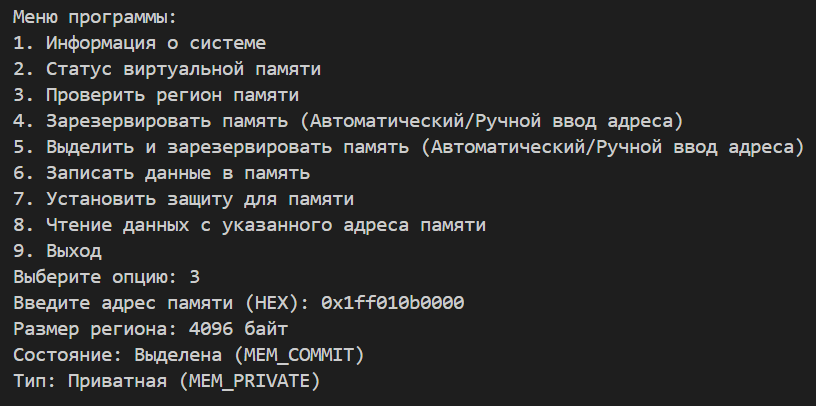 Меню программы:
1. Информация о системе
2. Статус виртуальной памяти
3. Проверить регион памяти
4. Зарезервировать память (Автоматический/Ручной ввод адреса)
5. Выделить и зарезервировать память (Автоматический/Ручной ввод адреса)
6. Записать данные в память
7. Установить защиту для памяти
8. Чтение данных с указанного адреса памяти
9. Выход
Выберите опцию: 3
Введите адрес памяти (HEX): 0x1ff010b0000
Размер региона: 4096 байт
Состояние: Выделена (MEM_COMMIT)
Тип: Приватная (MEM_PRIVATE)